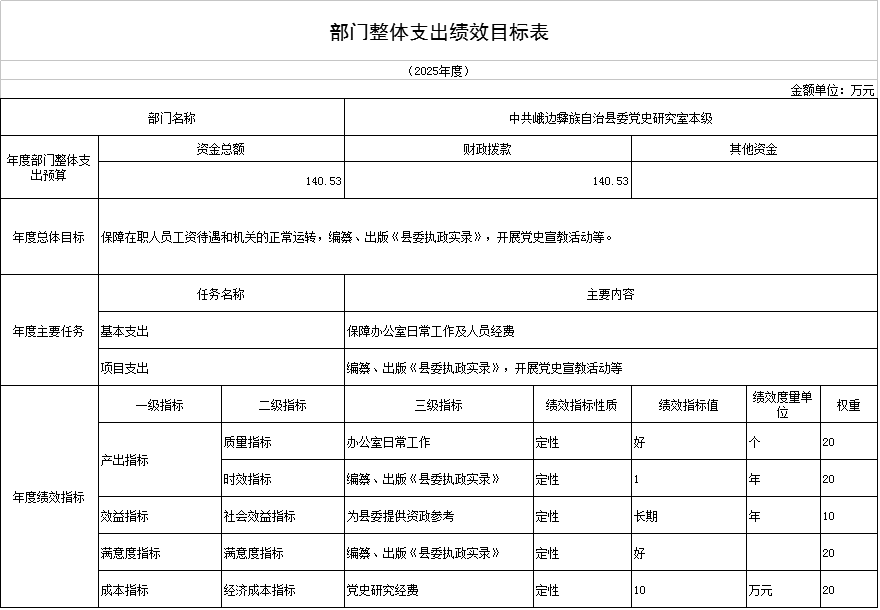 部门整体支出绩效目标表
（2025年度）
金额单位：万元
部门名称 中共峨边彝族自治县委党史研究室本级
年度部门整体支出预算 资金总额 财政拨款 其他资金
140.53 140.53
年度总体目标 保障在职人员工资待遇和机关的正常运转，编纂、出版《县委执政实录》，开展党史宣教活动等。
年度主要任务 任务名称 主要内容
基本支出 保障办公室日常工作及人员经费
项目支出 编纂、出版《县委执政实录》，开展党史宣教活动等
年度绩效指标 一级指标 二级指标 三级指标 绩效指标性质 绩效指标值 绩效度量单位 权重
产出指标 质量指标 办公室日常工作 定性 好 个 20
时效指标 编纂、出版《县委执政实录》 定性 1 年 20
效益指标 社会效益指标 为县委提供资政参考 定性 长期 年 10
满意度指标 满意度指标 编纂、出版《县委执政实录》 定性 好 20
成本指标 经济成本指标 党史研究经费 定性 10 万元 20